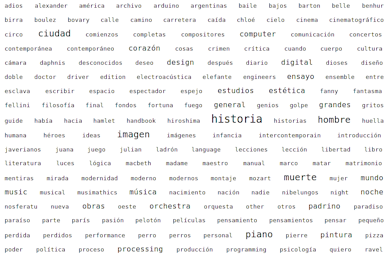 adios alexander américa archivo arduino argentinas baile bajos barton belle benhur
birra boulez bovary calle camino carretera caída chloé cielo cinema cinematográfico
circo ciudad comienzos completas compositores computer comunicación conciertos
contemporánea contemporáneo corazón cosas crimen crítica cuando cuerpo cultura
cámara daphnis desconocidos deseo design después diario digital dioses diseño
doble doctor driver edition electroacústica elefante engineers ensayo ensemble entre
esclava escribir espacio espectador espejo estudios estética fanny fantasma
fellini filosofía final fondos fortuna fuego general genios golpe grandes gritos
guide había hacia hamlet handbook hiroshima historia historias hombre huella
humana héroes ideas imagen imágenes infancia intercontemporain introducción
javerianos juana juego julian ladrón language lecciones lección libertad libro
literatura luces lógica macbeth madame maestro manual marco matar matrimonio
mentiras mirada modernidad moderno modernos montaje mozart muerte mujer mundo
music musical musimathics música nacimiento nación nadie nibelungos night noche
nosferatu nueva obras oeste orchestra orquesta other otros padrino paradiso
paraíso parte parís pasión pelotón películas pensamiento pensamientos pensar pequeño
perdida perdidos performance perro perros personal piano pierre pintura pizza
poder política proceso processing producción programming psicología quiero ravel